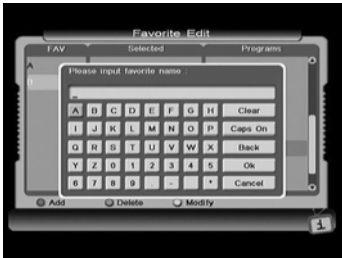 Favorite Edit
FAV Selected Programs
A
Please input favorite name :
_
A B C D E F G H Clear
I J K L M N O P Caps On
Q R S T U V W X Back
Y Z 0 1 2 3 4 5 Ok
6 7 8 9 . - * Cancel
Add Delete Modify
i